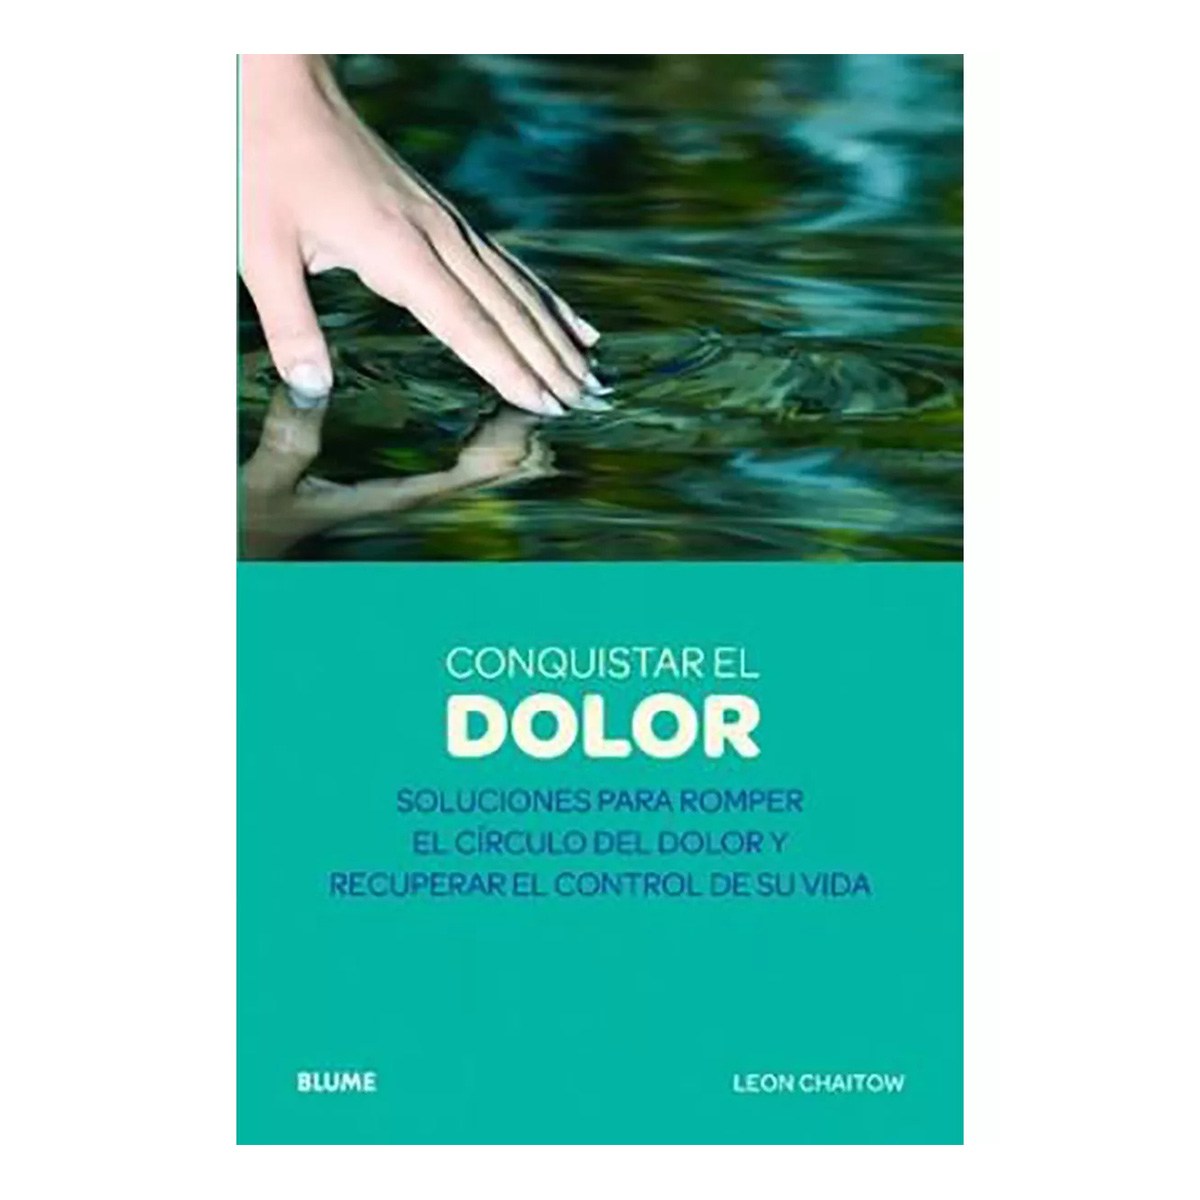 CONQUISTAR EL
DOLOR
SOLUCIONES PARA ROMPER
EL CÍRCULO DEL DOLOR Y
RECUPERAR EL CONTROL DE SU VIDA
BLUME
LEON CHAITOW